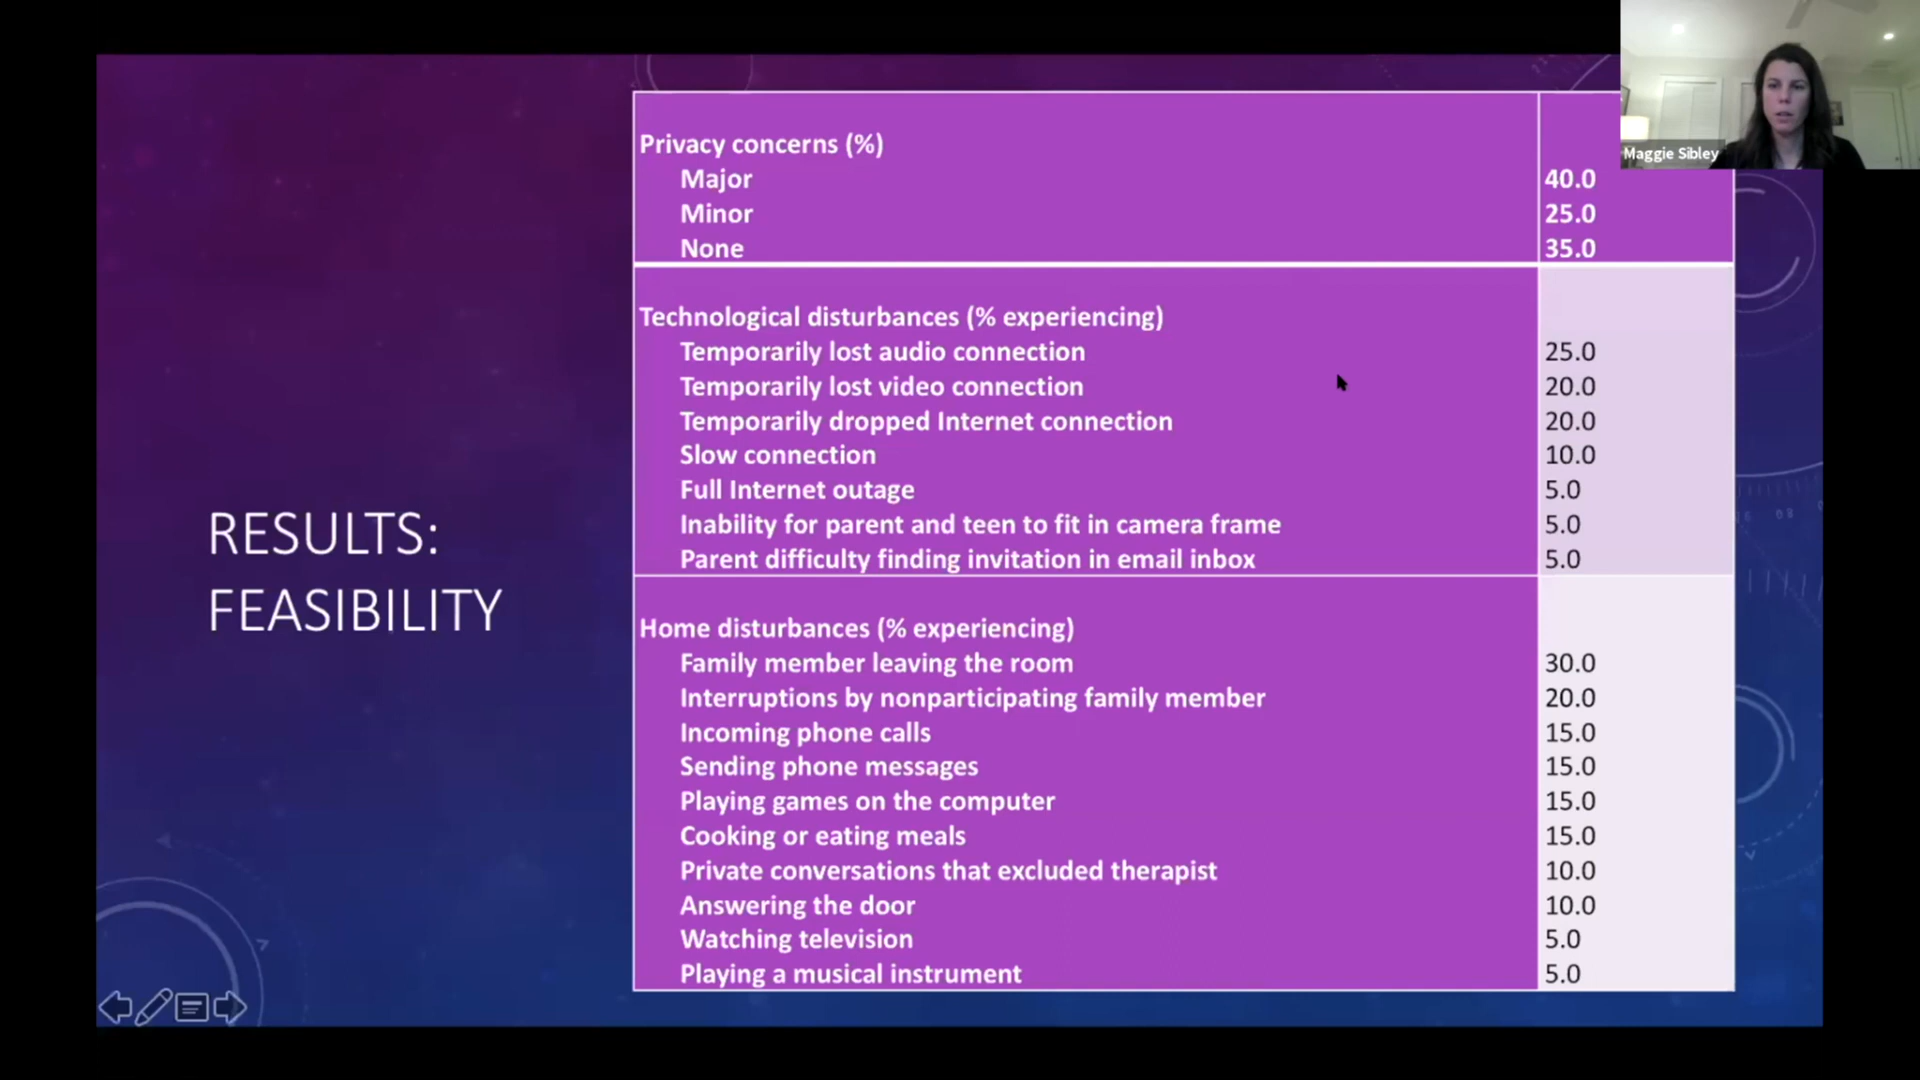 Maggie Sibley
RESULTS:
FEASIBILITY
Privacy concerns (%)
Major 40.0
Minor 25.0
None 35.0
Technological disturbances (% experiencing)
Temporarily lost audio connection 25.0
Temporarily lost video connection 20.0
Temporarily dropped Internet connection 20.0
Slow connection 10.0
Full Internet outage 5.0
Inability for parent and teen to fit in camera frame 5.0
Parent difficulty finding invitation in email inbox 5.0
Home disturbances (% experiencing)
Family member leaving the room 30.0
Interruptions by nonparticipating family member 20.0
Incoming phone calls 15.0
Sending phone messages 15.0
Playing games on the computer 15.0
Cooking or eating meals 15.0
Private conversations that excluded therapist 10.0
Answering the door 10.0
Watching television 5.0
Playing a musical instrument 5.0